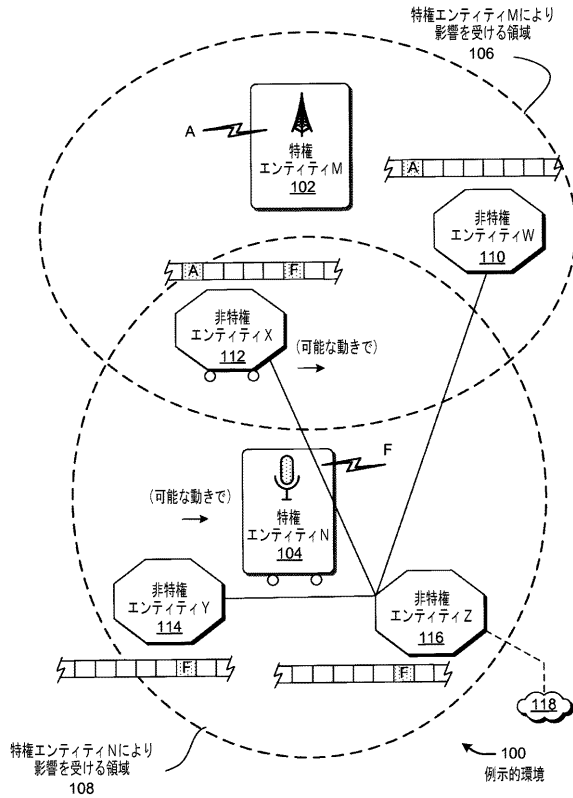 特権エンティティMにより
影響を受ける領域
106
A
特権
エンティティM
102
A
非特権
エンティティW
110
A F
非特権
エンティティX
112
(可能な動きで)
F
(可能な動きで)
特権
エンティティN
104
非特権
エンティティY
114
非特権
エンティティZ
116
F
F
118
特権エンティティNにより
影響を受ける領域
108
100
例示的環境